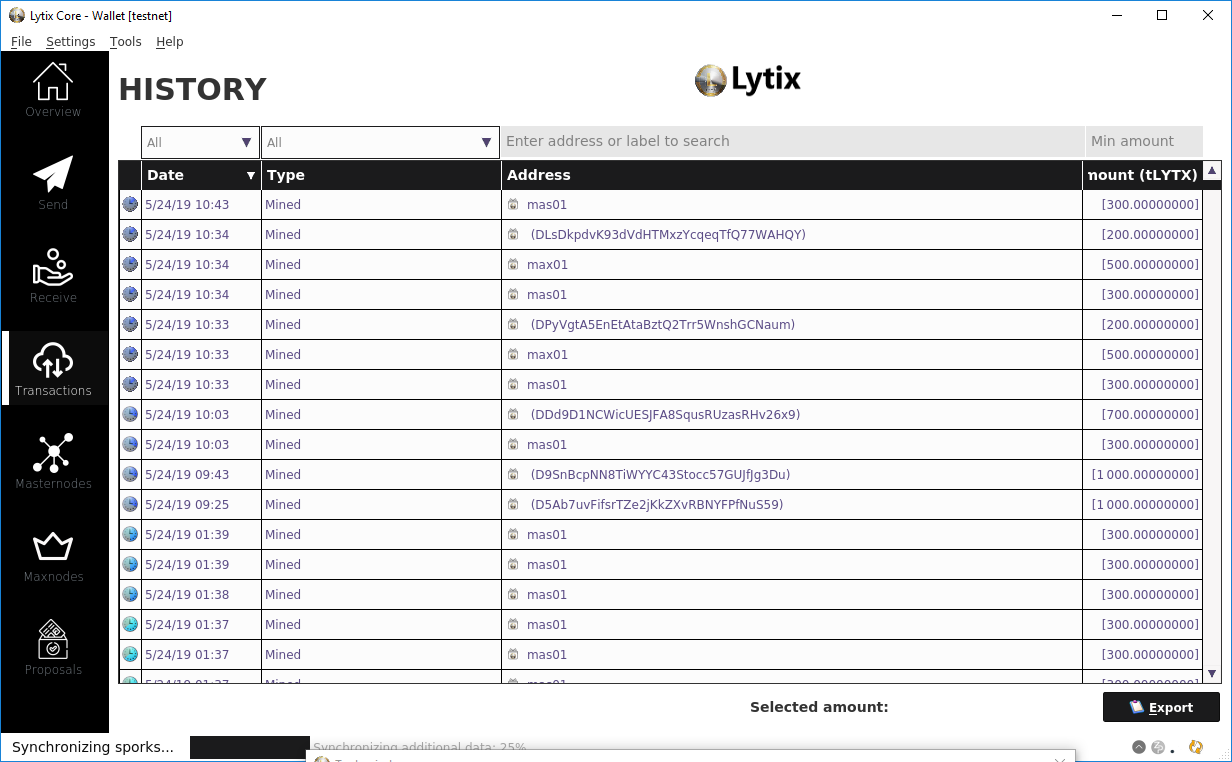 Lytix Core - Wallet [testnet]
File Settings Tools Help
Overview
Send
Receive
Transactions
Masternodes
Maxnodes
Proposals
HISTORY
Lytix
All All Enter address or label to search Min amount
Date Type Address nount (tLYTX)
5/24/19 10:43 Mined mas01 [300.00000000]
5/24/19 10:34 Mined (DLsDkpdvK93dVdHTMxzYcqeqTfQ77WAHQY) [200.00000000]
5/24/19 10:34 Mined max01 [500.00000000]
5/24/19 10:34 Mined mas01 [300.00000000]
5/24/19 10:33 Mined (DPyVgtA5EnEtAtaBztQ2Trr5WnshGCNaum) [200.00000000]
5/24/19 10:33 Mined max01 [500.00000000]
5/24/19 10:33 Mined mas01 [300.00000000]
5/24/19 10:03 Mined (DDd9D1NCWicUESJFA8SqusRUzasRHv26x9) [700.00000000]
5/24/19 10:03 Mined mas01 [300.00000000]
5/24/19 09:43 Mined (D9SnBcpNN8TiWYYC43Stocc57GUJfJg3Du) [1 000.00000000]
5/24/19 09:25 Mined (D5Ab7uvFifsrTZe2jKkZXvRBNYFPfNuS59) [1 000.00000000]
5/24/19 01:39 Mined mas01 [300.00000000]
5/24/19 01:39 Mined mas01 [300.00000000]
5/24/19 01:38 Mined mas01 [300.00000000]
5/24/19 01:37 Mined mas01 [300.00000000]
5/24/19 01:37 Mined mas01 [300.00000000]
5/24/19 01:37 Mined mas01 [300.00000000]
Selected amount:
Export
Synchronizing sporks... Synchronizing additional data: 25%